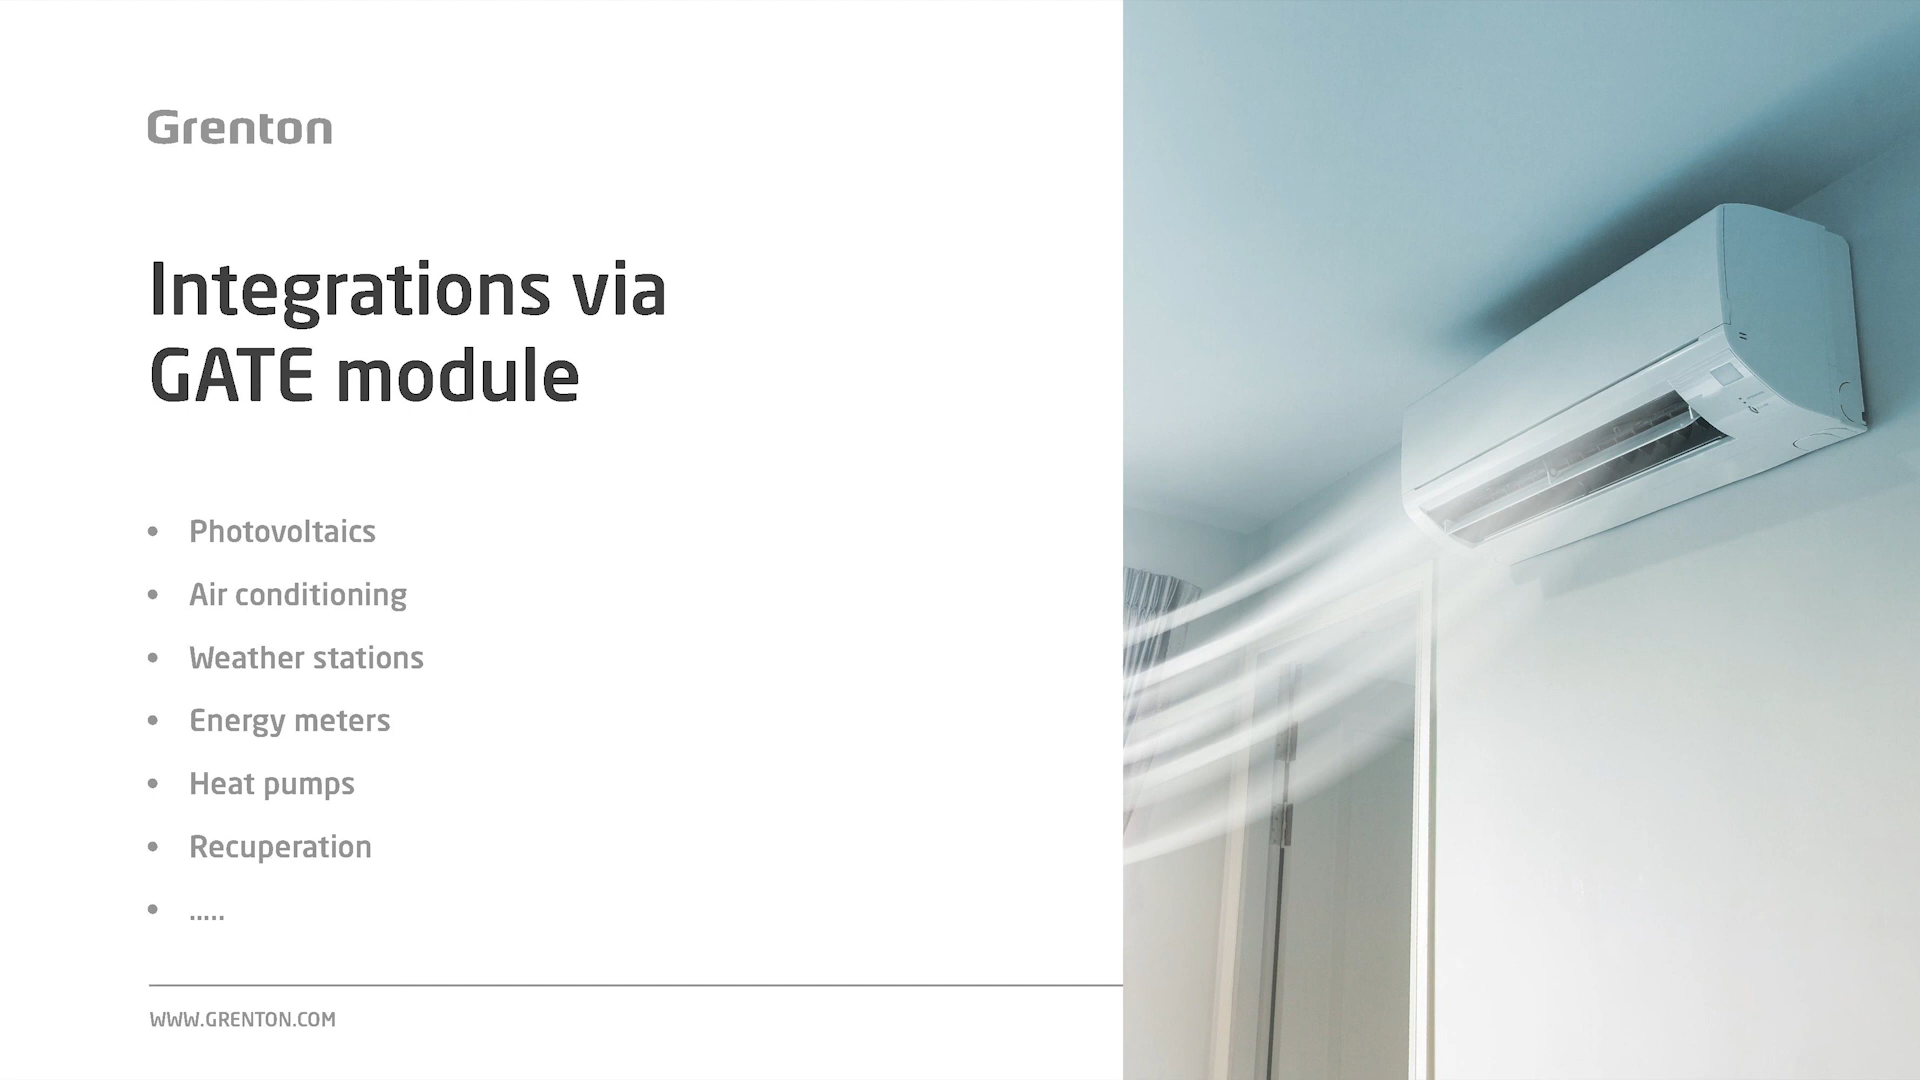 Grenton
Integrations via
GATE module
• Photovoltaics
• Air conditioning
• Weather stations
• Energy meters
• Heat pumps
• Recuperation
• .....
WWW.GRENTON.COM